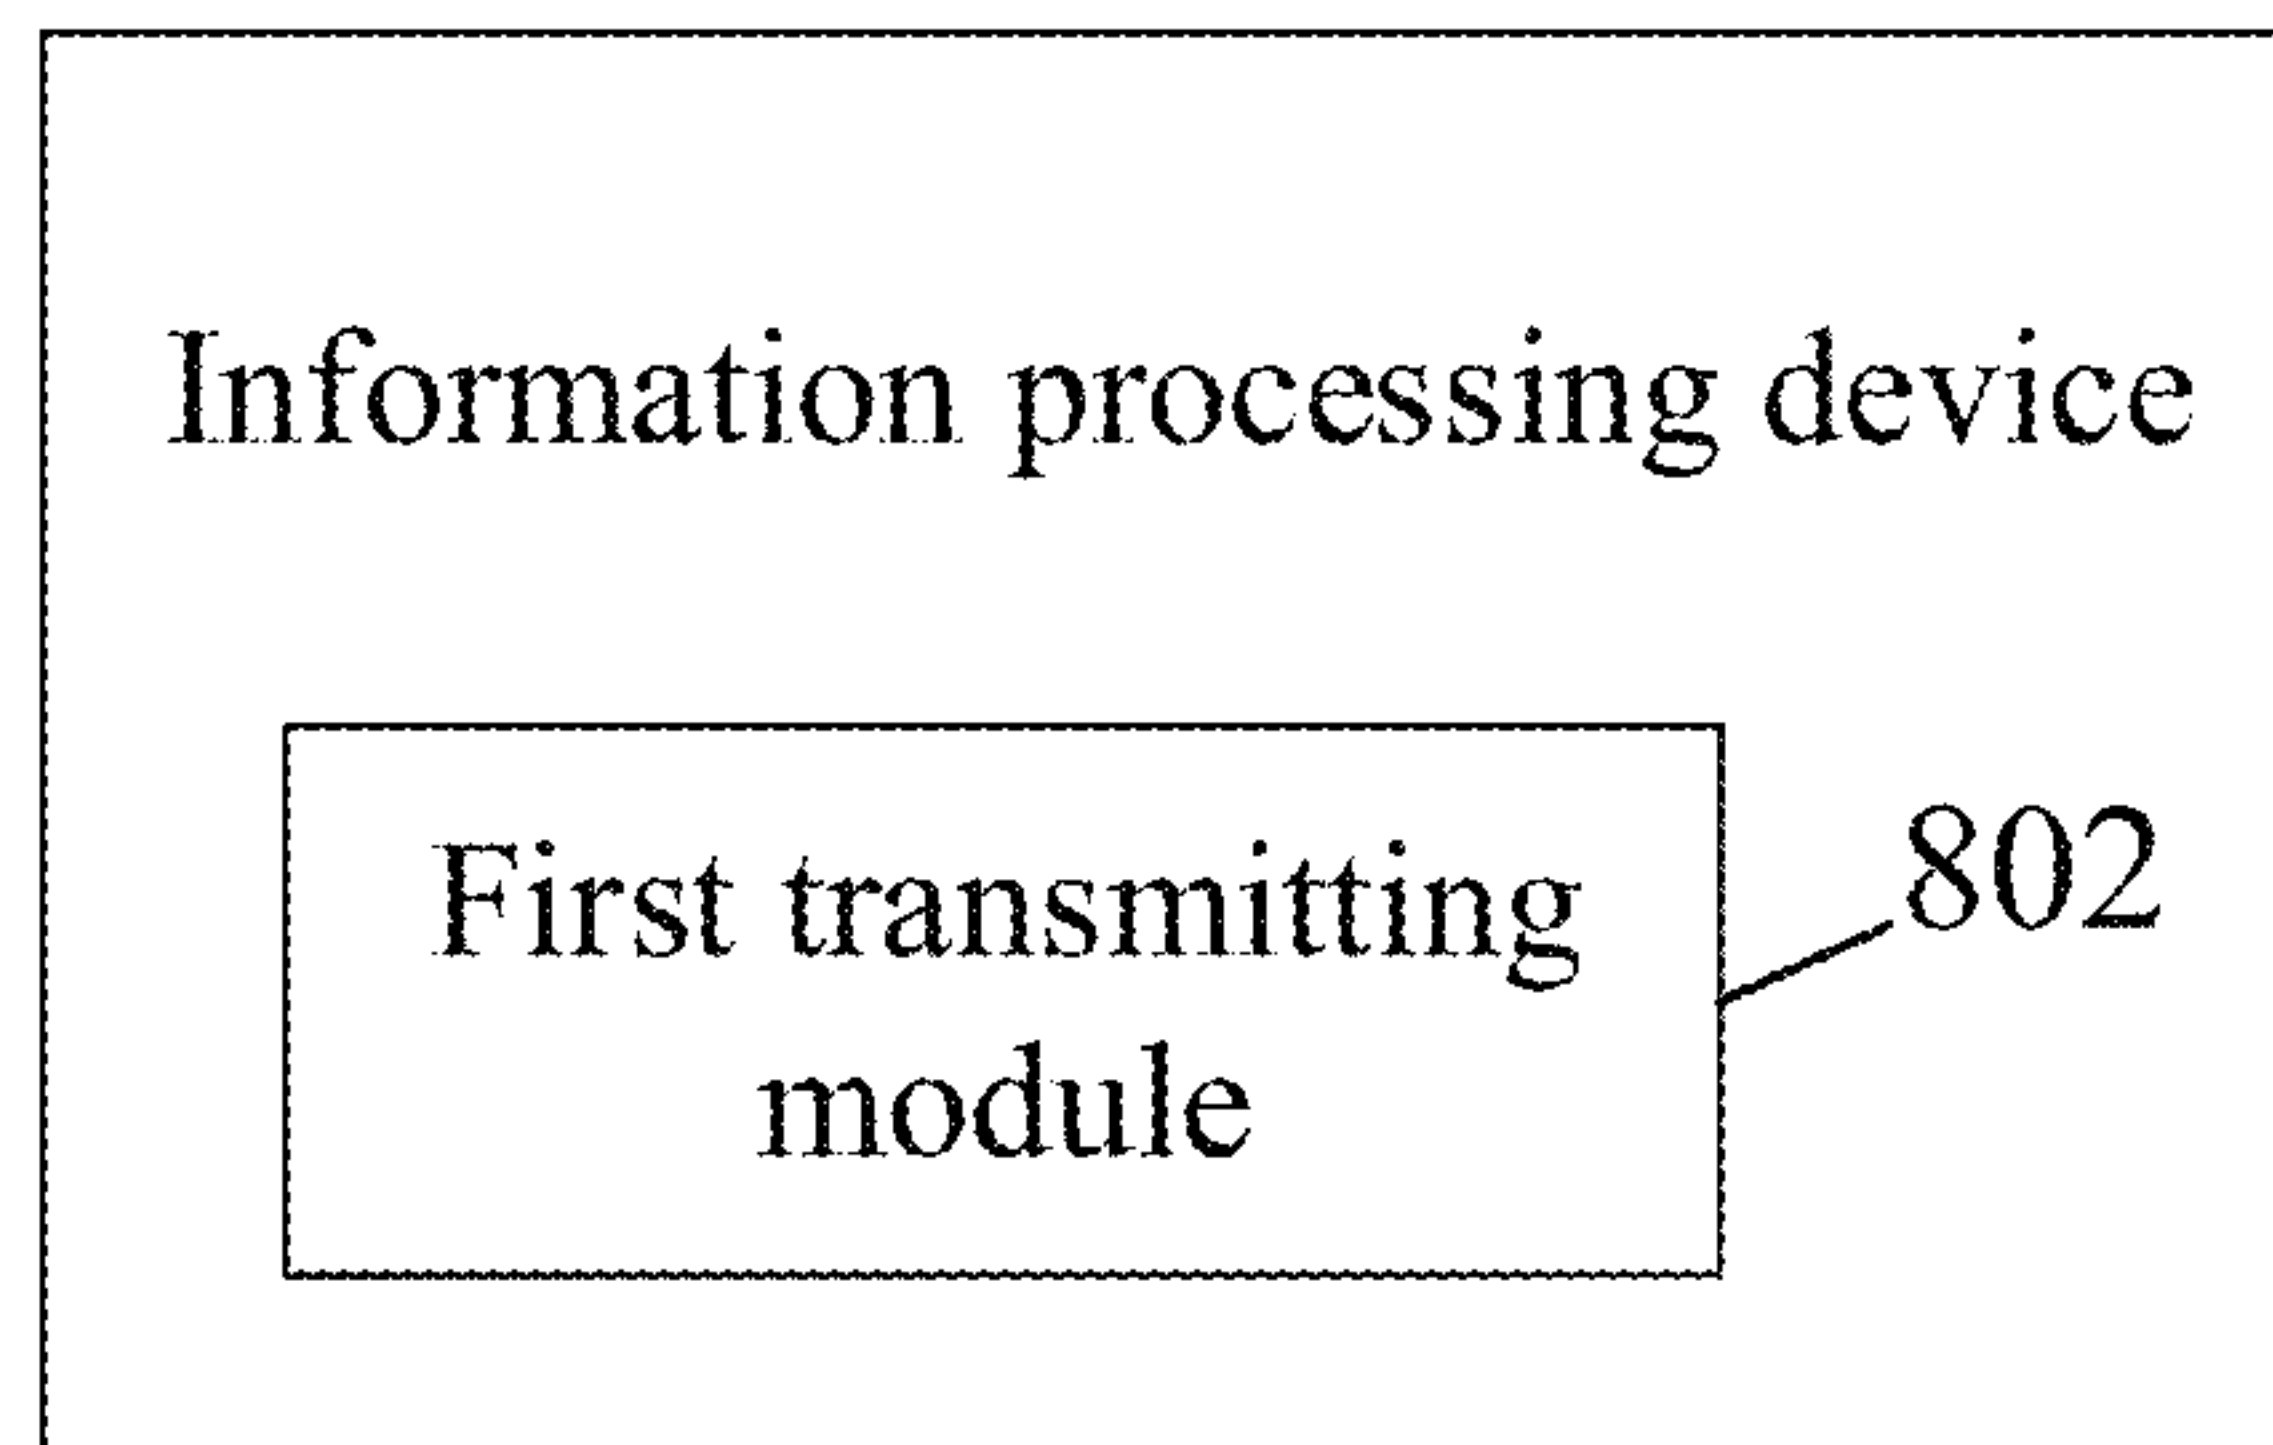 Information processing device
First transmitting
module
802